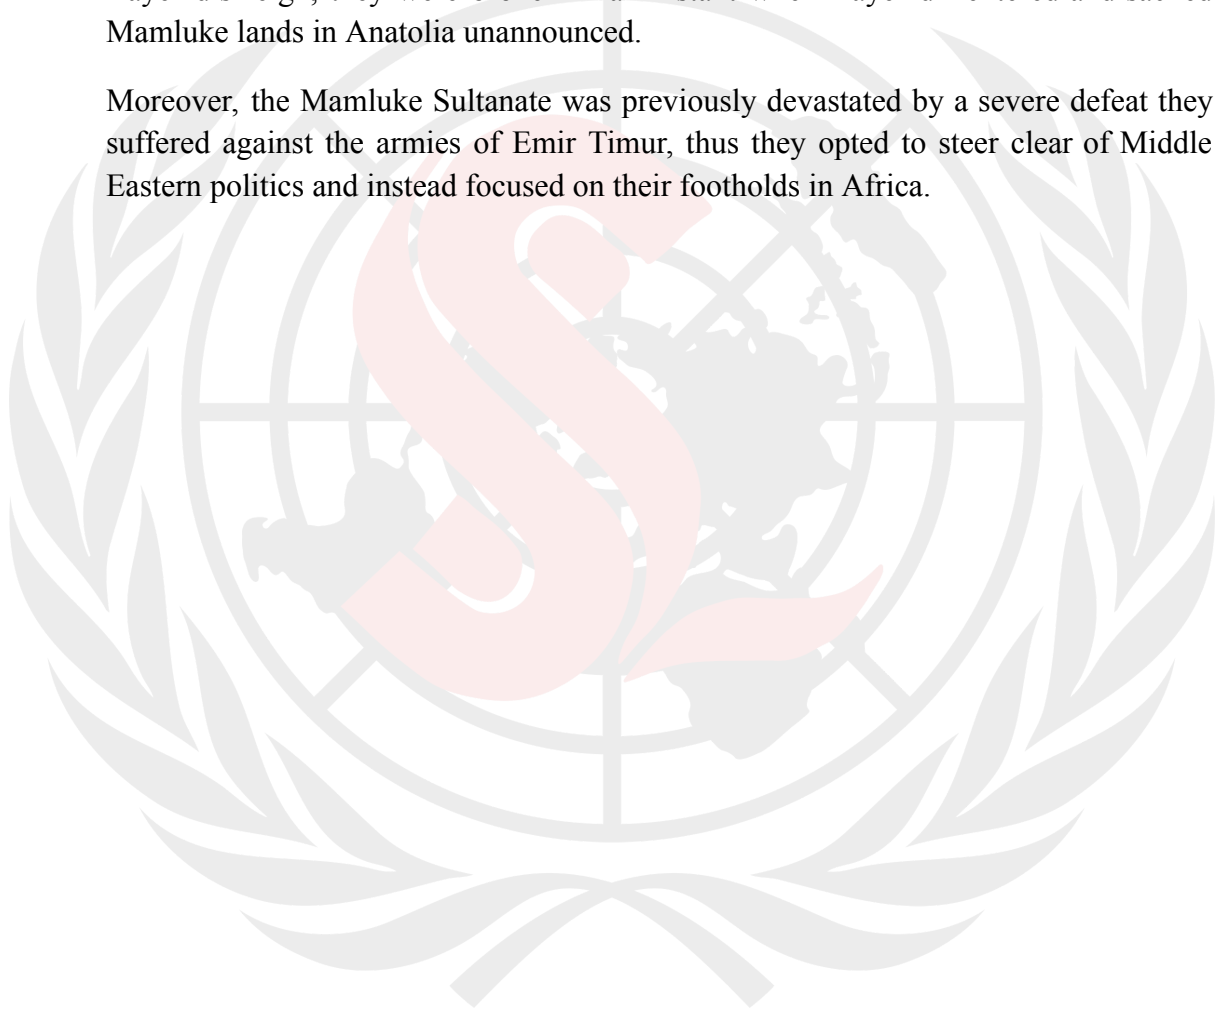 Mamluke lands in Anatolia unannounced.
Moreover, the Mamluke Sultanate was previously devastated by a severe defeat they
suffered against the armies of Emir Timur, thus they opted to steer clear of Middle
Eastern politics and instead focused on their footholds in Africa.